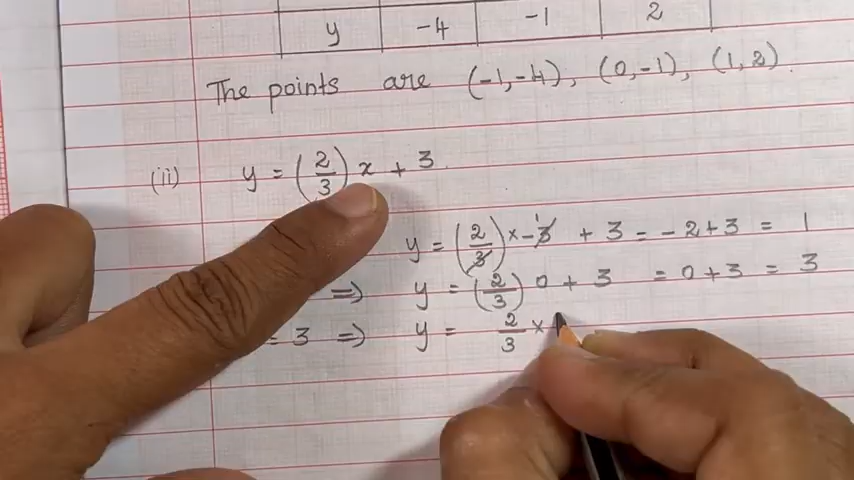 y -4 -1 2
The points are (-1,-4), (0,-1), (1,2).
(ii) y = (2/3) x + 3
y = (2/3) × -3 + 3 = -2+3 = 1
⇒ y = (2/3) 0 + 3 = 0+3 = 3
= 3 ⇒ y = 2/3 ×